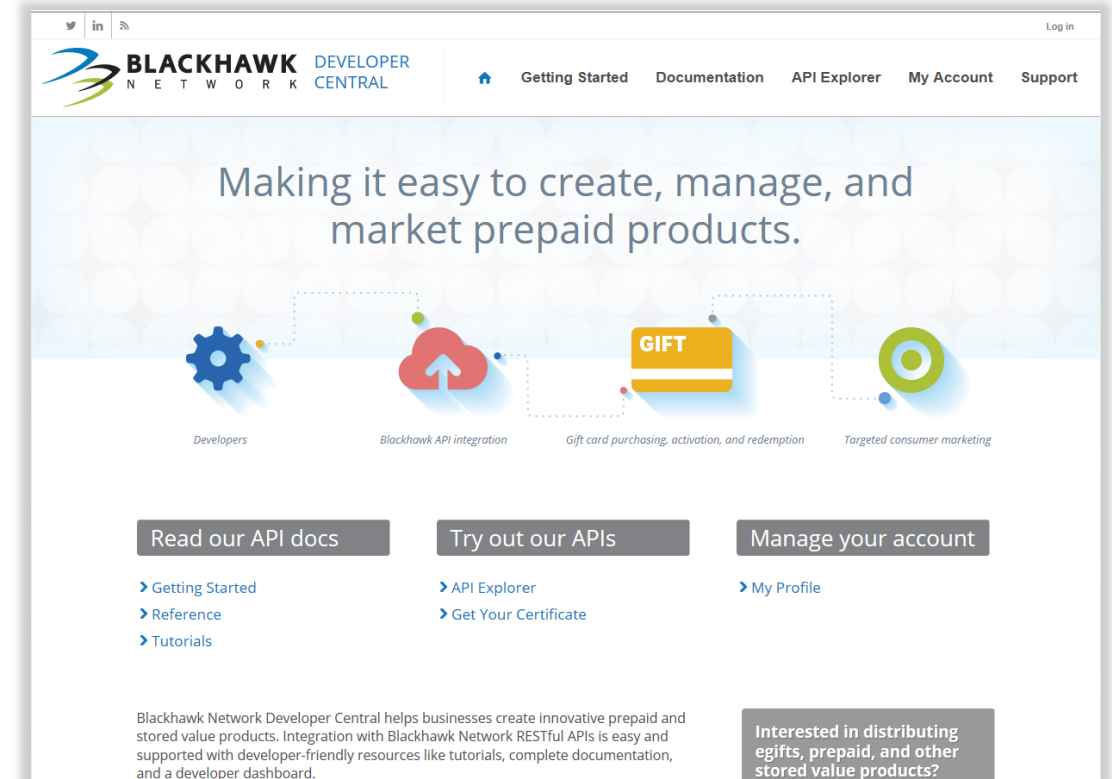 Log in
BLACKHAWK
NETWORK
DEVELOPER
CENTRAL
Getting Started Documentation API Explorer My Account Support
Making it easy to create, manage, and
market prepaid products.
GIFT
Developers
Blackhawk API integration
Gift card purchasing, activation, and redemption
Targeted consumer marketing
Read our API docs
Getting Started
Reference
Tutorials
Try out our APIs
API Explorer
Get Your Certificate
Manage your account
My Profile
Blackhawk Network Developer Central helps businesses create innovative prepaid and
stored value products. Integration with Blackhawk Network RESTful APIs is easy and
supported with developer-friendly resources like tutorials, complete documentation,
and a developer dashboard.
Interested in distributing
egifts, prepaid, and other
stored value products?